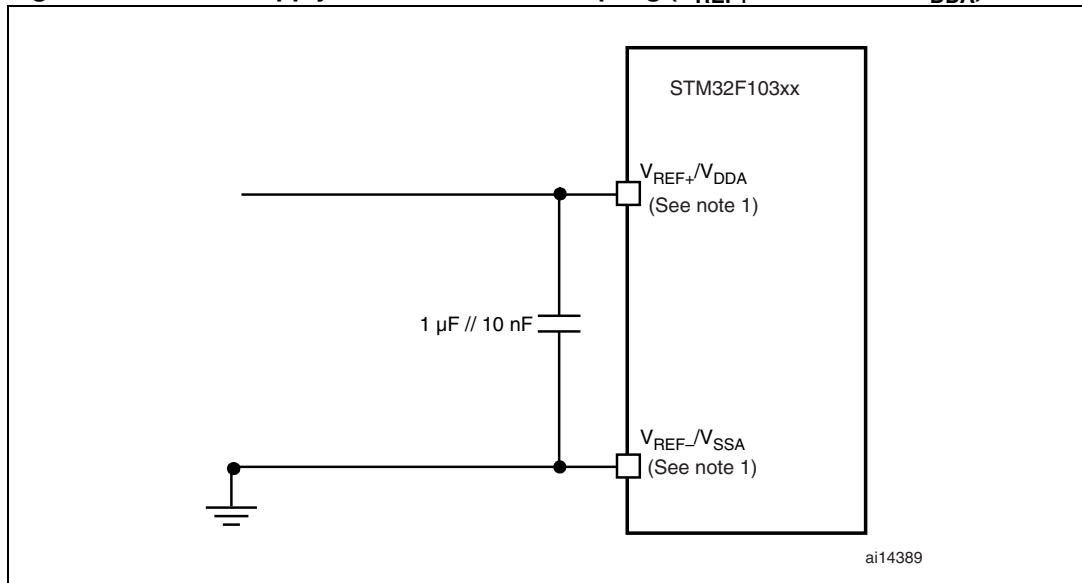 STM32F103xx
VREF+/VDDA
(See note 1)
1 µF // 10 nF
VREF–/VSSA
(See note 1)
ai14389